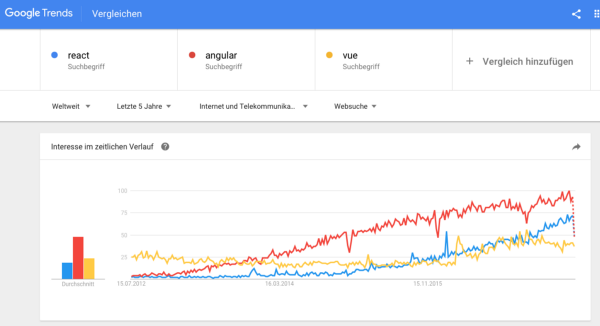 Google Trends Vergleichen
react
Suchbegriff
angular
Suchbegriff
vue
Suchbegriff
+ Vergleich hinzufügen
Weltweit Letzte 5 Jahre Internet und Telekommunika... Websuche
Interesse im zeitlichen Verlauf ?
100
75
50
25
Durchschnitt
15.07.2012 16.03.2014 15.11.2015